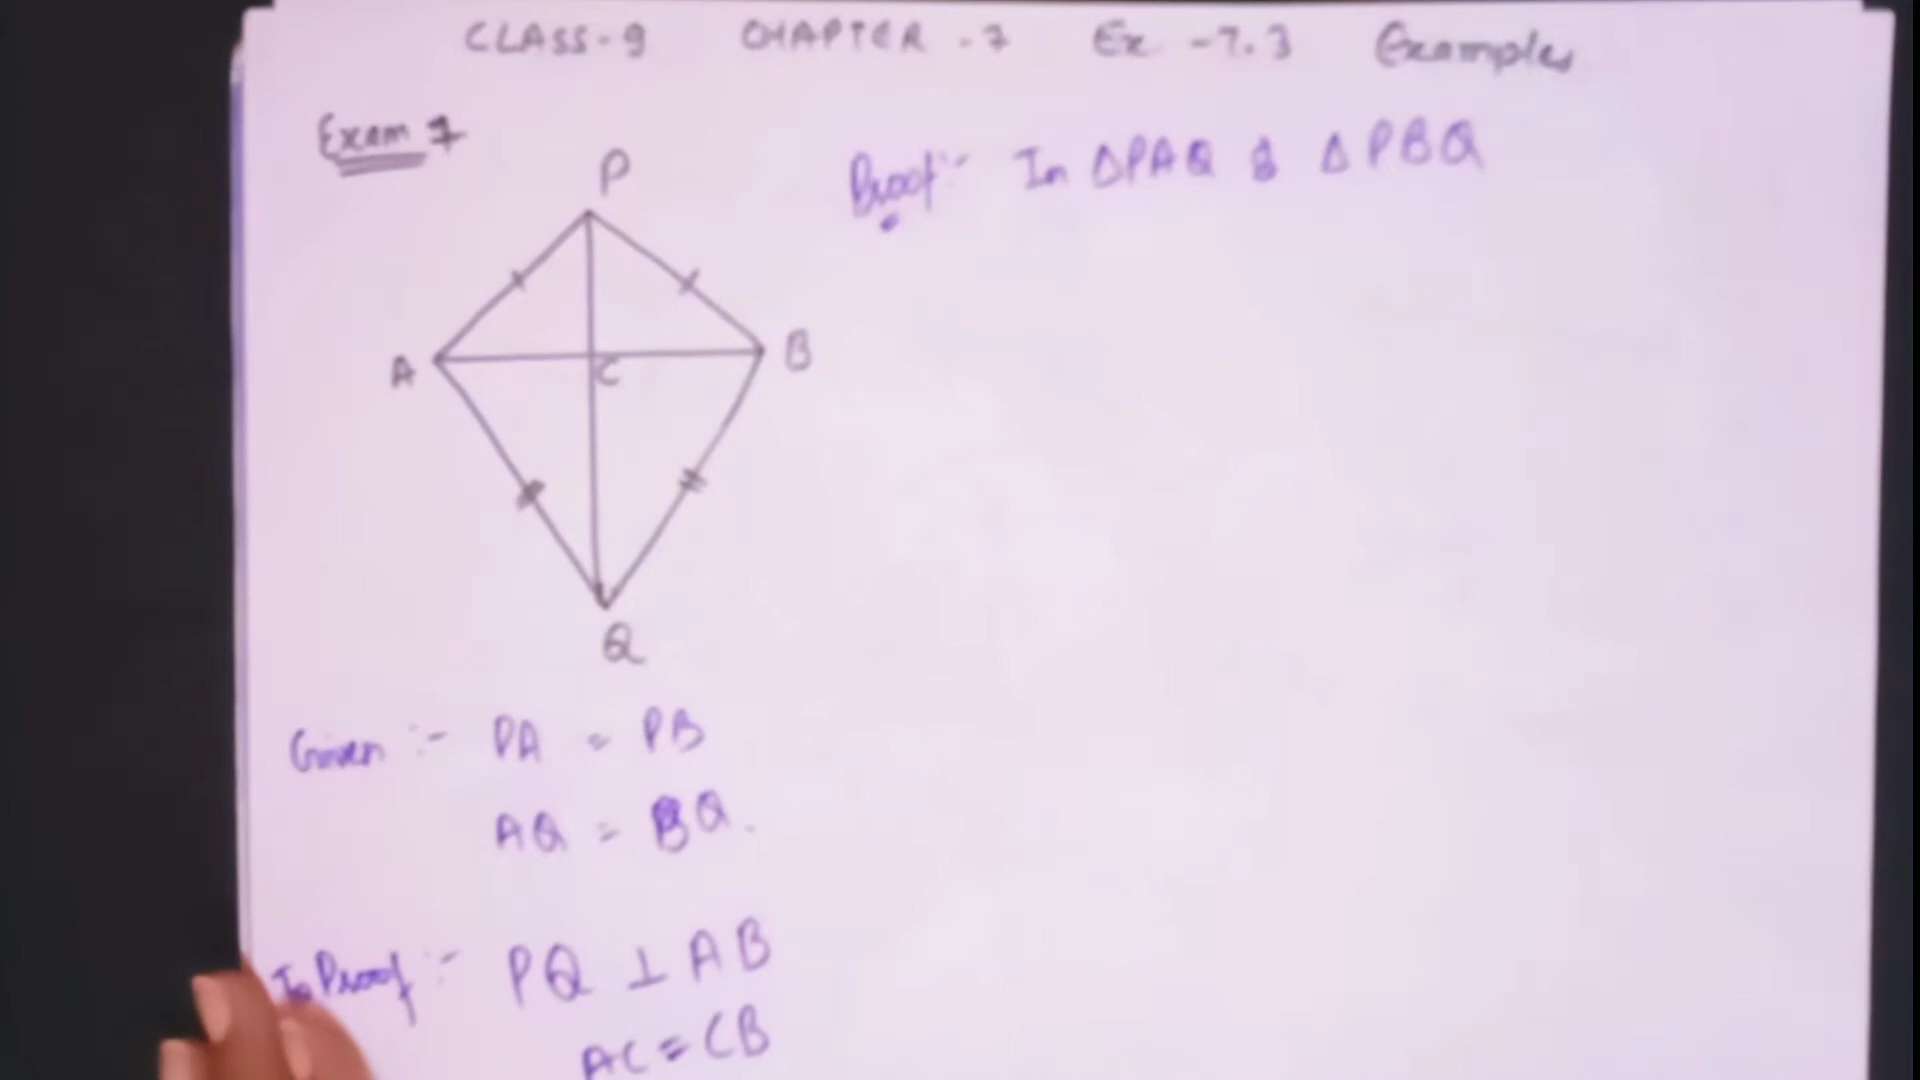 CLASS-9 CHAPTER-7 Ex-7.3 Examples
Exam 7
Proof:- In ΔPAQ & ΔPBQ
P
A
B
C
Q
Given:- PA = PB
AQ = BQ.
To Proof:- PQ ⊥ AB
AC = CB